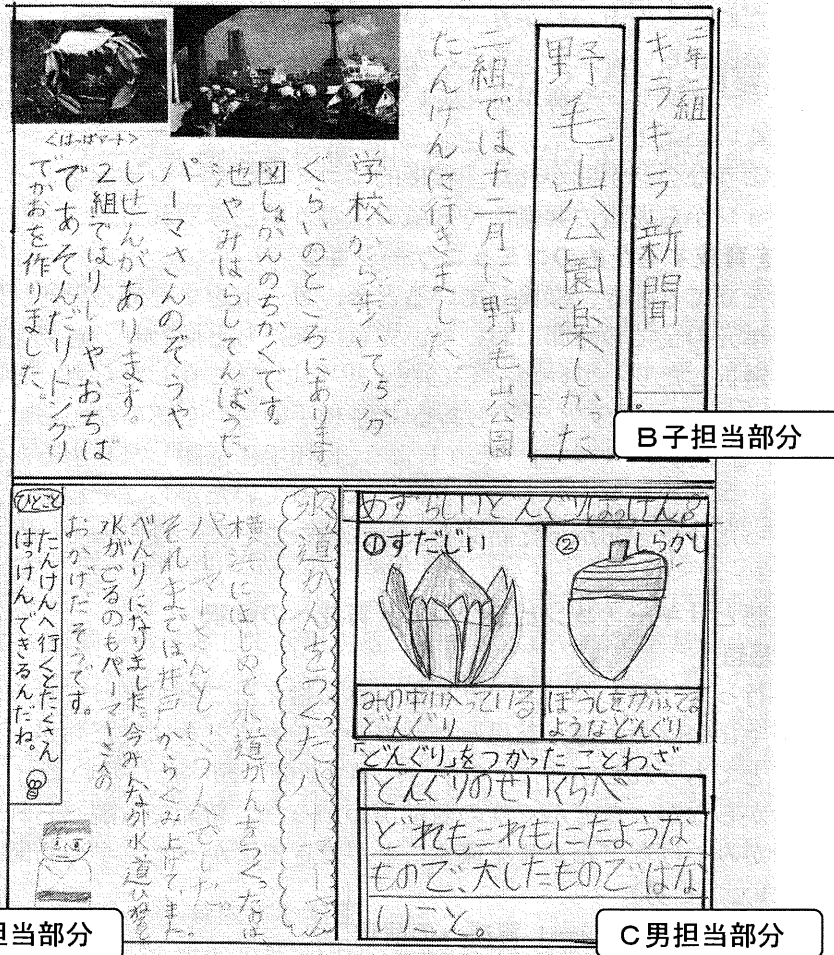 二年二組
キラキラ新聞
野毛山公園楽しかった
二組では十二月に野毛山公園
たんけんに行きました。
学校から歩いて15分
ぐらいのところにあります
図しょかんのちかくです。
池やみはらしてんぼうだい
パーマさんのぞうや
じしんがあります。
2組ではリレーやおちば
であそんだりドングリ
でかおを作りました。
<はっぱアート>
B子担当部分
めずらしいどんぐりはっけん
①すだじい
みの中に入っている
どんぐり
②しらかし
ぼうしをかぶってる
ようなどんぐり
「どんぐり」をつかったことわざ
どんぐりのせいくらべ
どれもこれもにたような
もので、大したものではな
いこと。
C男担当部分
水道かんをつくったパーマーさん
横浜にはじめて水道かんをつくったのは、
パーマーさんという人でした。
それまでは、井戸からくみ上げて、
べんりになりました。今みんなが水道ひねると
水がでるのもパーマーさんの
おかげだそうです。
ひとこと
たんけんへ行くとたくさん
はっけんできるんだね。
担当部分